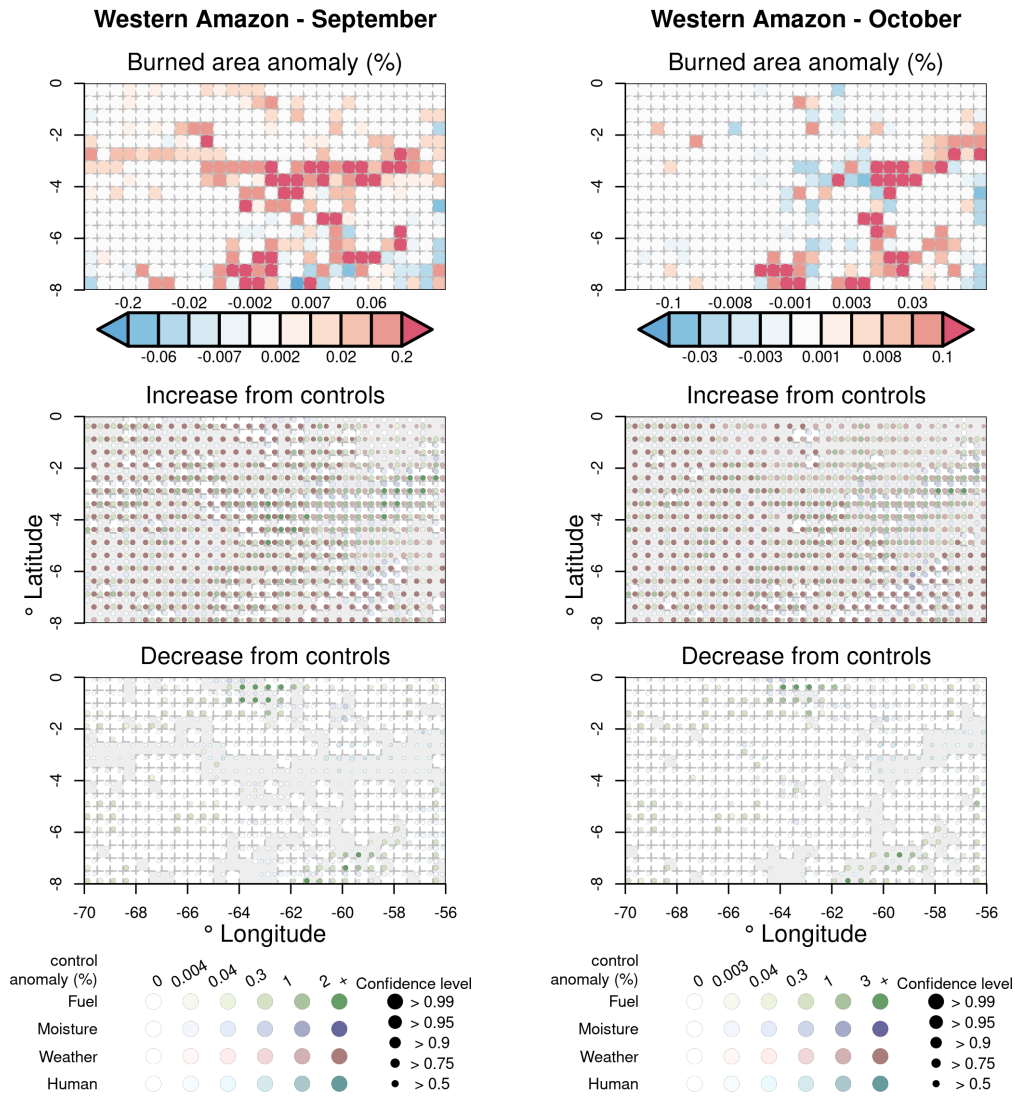 Western Amazon - September
Western Amazon - October
Burned area anomaly (%)
Burned area anomaly (%)
0
-2
-4
-6
-8
0
-2
-4
-6
-8
-0.2 -0.02 -0.002 0.007 0.06
-0.06 -0.007 0.002 0.02 0.2
-0.1 -0.008 -0.001 0.003 0.03
-0.03 -0.003 0.001 0.008 0.1
Increase from controls
Increase from controls
0
-2
-4
-6
-8
° Latitude
0
-2
-4
-6
-8
° Latitude
Decrease from controls
Decrease from controls
0
-2
-4
-6
-8
0
-2
-4
-6
-8
-70 -68 -66 -64 -62 -60 -58 -56
-70 -68 -66 -64 -62 -60 -58 -56
° Longitude
° Longitude
control
anomaly (%)
0 0.004 0.04 0.3 1 2 +
Confidence level
Fuel
Moisture
Weather
Human
> 0.99
> 0.95
> 0.9
> 0.75
> 0.5
control
anomaly (%)
0 0.003 0.04 0.3 1 3 +
Confidence level
Fuel
Moisture
Weather
Human
> 0.99
> 0.95
> 0.9
> 0.75
> 0.5